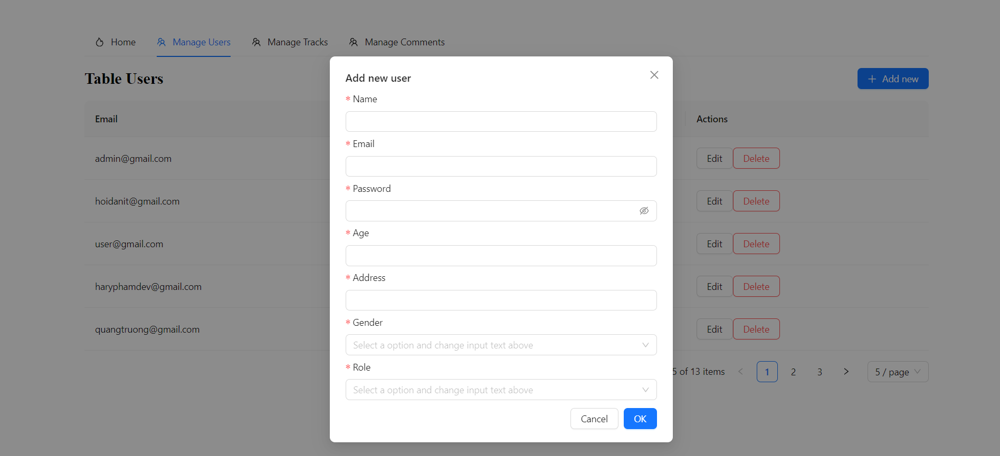 Home Manage Users Manage Tracks Manage Comments
Table Users
+ Add new
Email
Actions
admin@gmail.com
Edit Delete
hoidanit@gmail.com
Edit Delete
user@gmail.com
Edit Delete
haryphamdev@gmail.com
Edit Delete
quangtruong@gmail.com
Edit Delete
5 of 13 items < 1 2 3 > 5 / page
Add new user
* Name
* Email
* Password
* Age
* Address
* Gender
Select a option and change input text above
* Role
Select a option and change input text above
Cancel OK